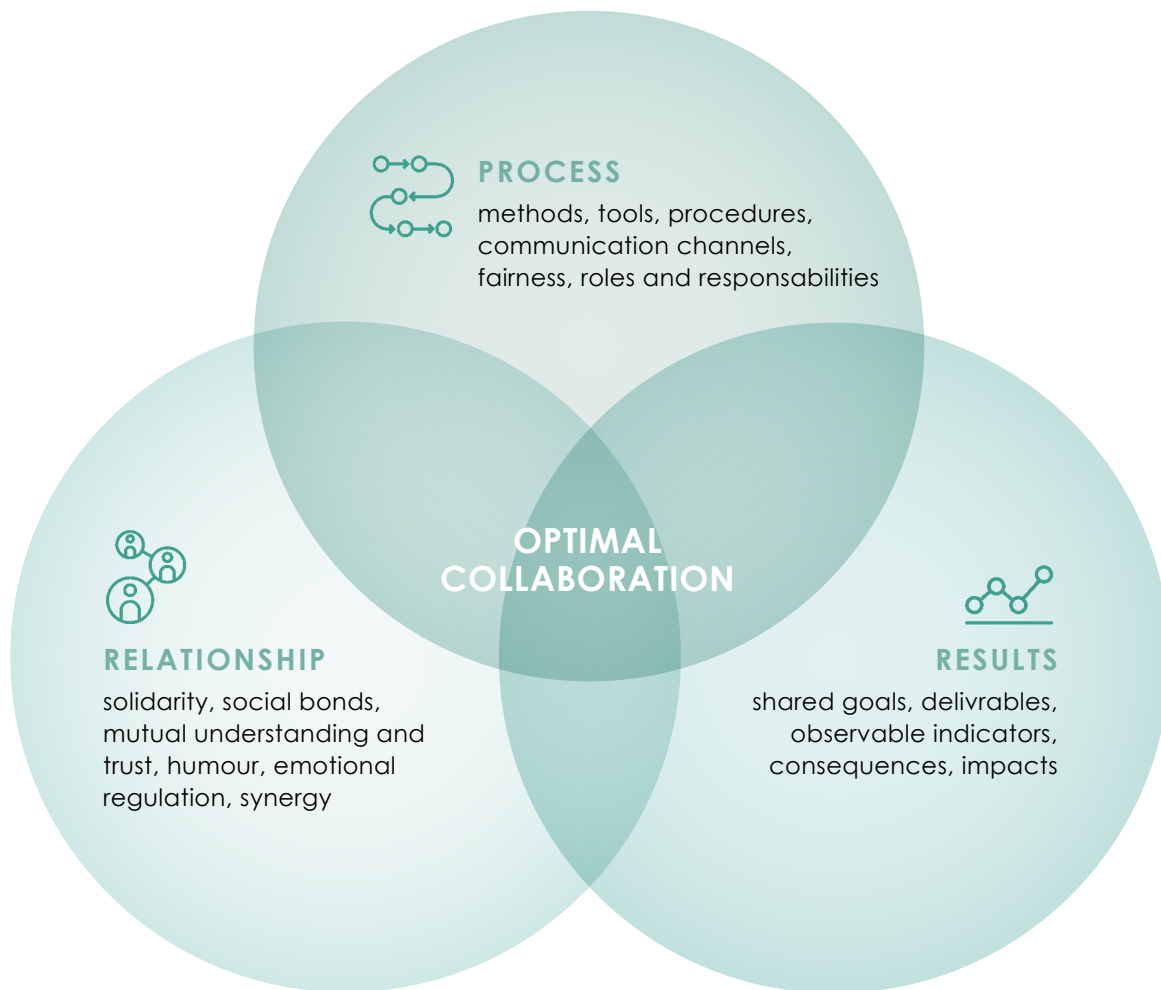 PROCESS
methods, tools, procedures,
communication channels,
fairness, roles and responsabilities
OPTIMAL
COLLABORATION
RELATIONSHIP
solidarity, social bonds,
mutual understanding and
trust, humour, emotional
regulation, synergy
RESULTS
shared goals, delivrables,
observable indicators,
consequences, impacts